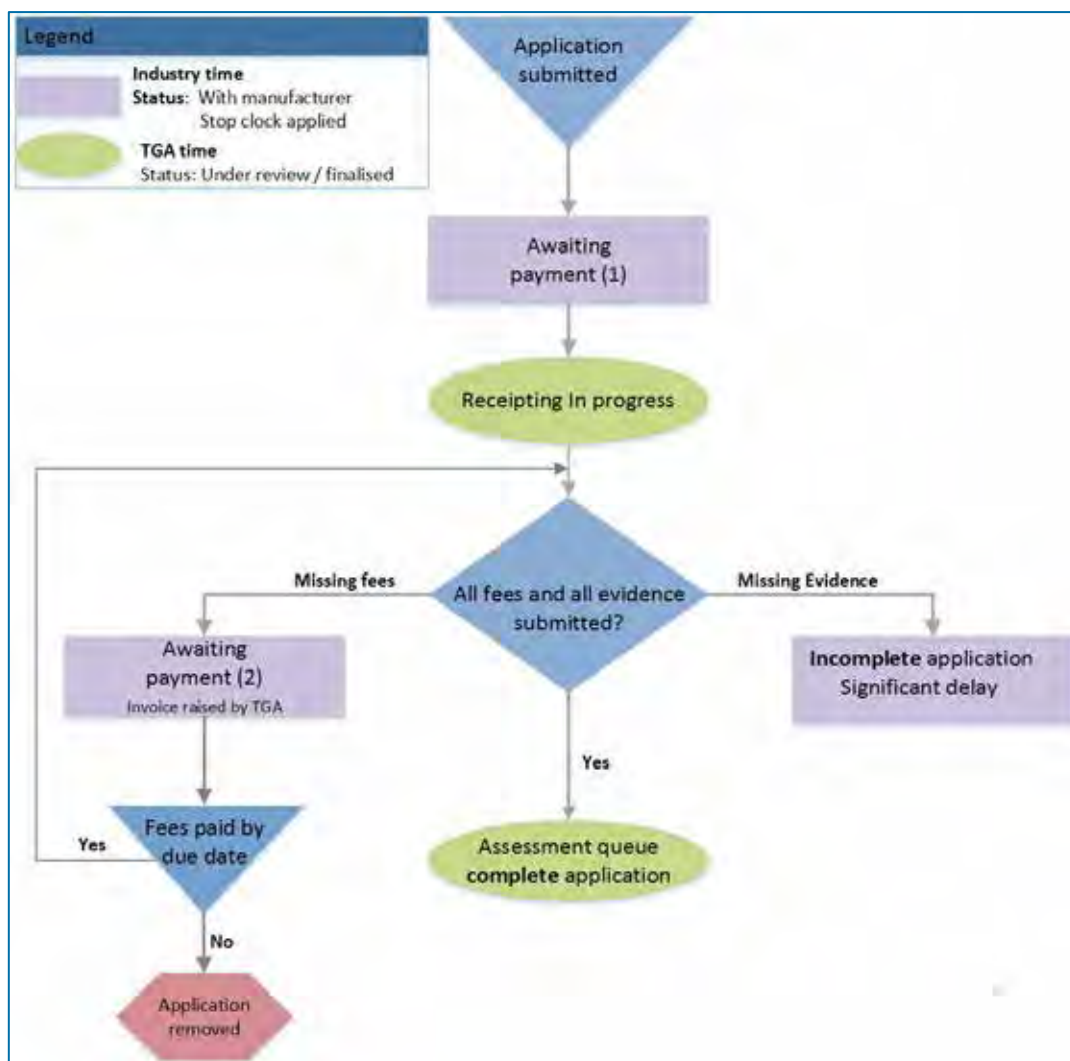 Legend
Industry time
Status: With manufacturer
Stop clock applied
TGA time
Status: Under review / finalised
Application
submitted
Awaiting
payment (1)
Receipting In progress
Missing fees
All fees and all evidence
submitted?
Missing Evidence
Awaiting
payment (2)
Invoice raised by TGA
Incomplete application
Significant delay
Yes
Fees paid by
due date
Yes
Assessment queue
complete application
No
Application
removed